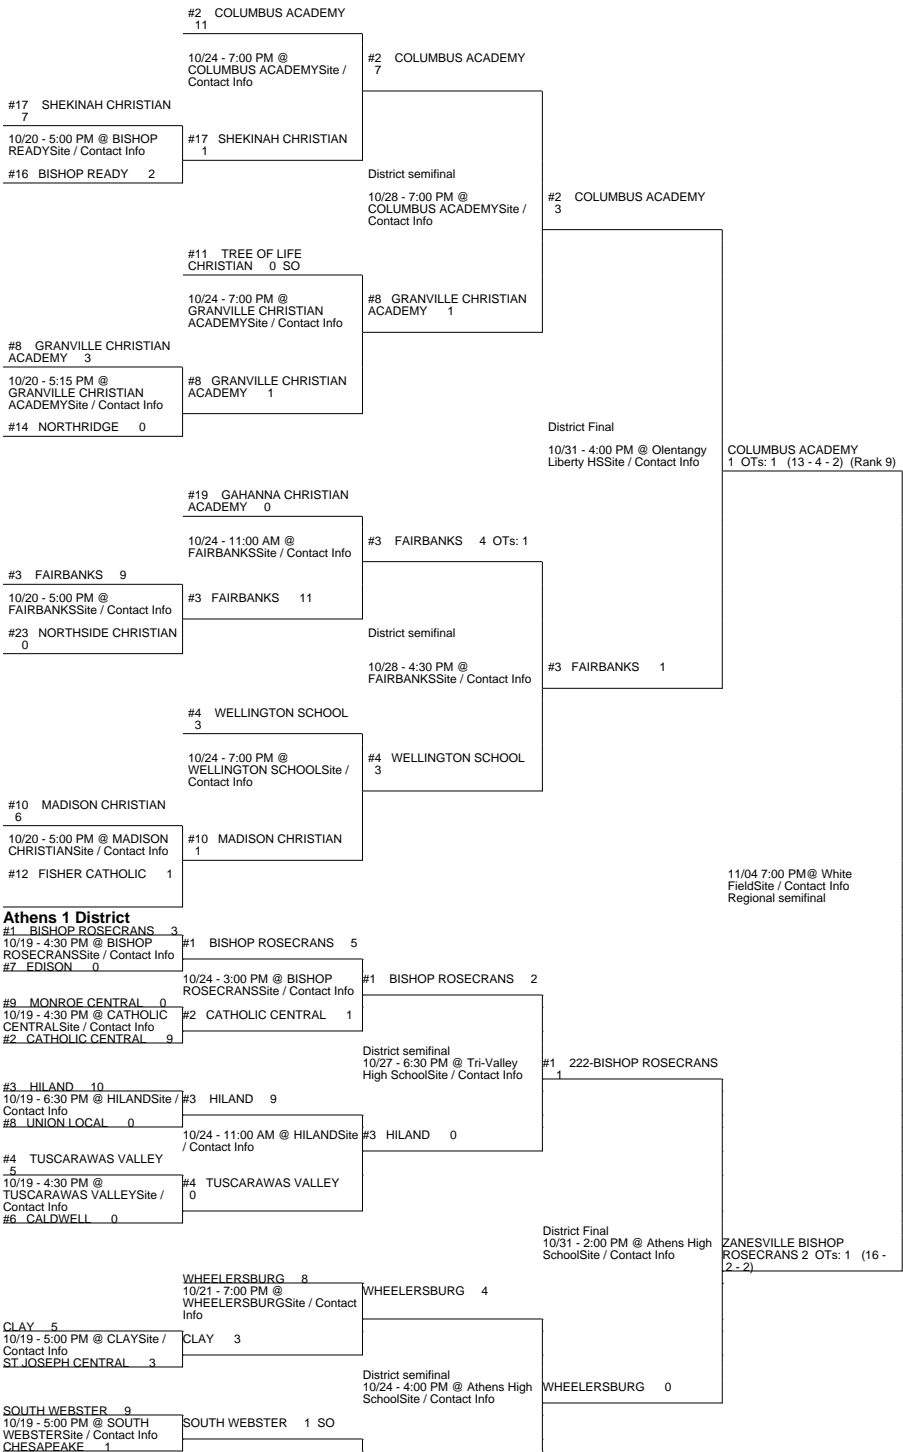 #2 COLUMBUS ACADEMY
11
10/24 - 7:00 PM @
COLUMBUS ACADEMYSite /
Contact Info
#2 COLUMBUS ACADEMY
7
#17 SHEKINAH CHRISTIAN
7
10/20 - 5:00 PM @ BISHOP
READYSite / Contact Info
#17 SHEKINAH CHRISTIAN
1
#16 BISHOP READY 2
District semifinal
10/28 - 7:00 PM @
COLUMBUS ACADEMYSite /
Contact Info
#2 COLUMBUS ACADEMY
3
#11 TREE OF LIFE
CHRISTIAN 0 SO
10/24 - 7:00 PM @
GRANVILLE CHRISTIAN
ACADEMYSite / Contact Info
#8 GRANVILLE CHRISTIAN
ACADEMY 1
#8 GRANVILLE CHRISTIAN
ACADEMY 3
10/20 - 5:15 PM @
GRANVILLE CHRISTIAN
ACADEMYSite / Contact Info
#8 GRANVILLE CHRISTIAN
ACADEMY 1
#14 NORTHRIDGE 0
District Final
10/31 - 4:00 PM @ Olentangy
Liberty HSSite / Contact Info
COLUMBUS ACADEMY
1 OTs: 1 (13 - 4 - 2) (Rank 9)
#19 GAHANNA CHRISTIAN
ACADEMY 0
10/24 - 11:00 AM @
FAIRBANKSSite / Contact Info
#3 FAIRBANKS 4 OTs: 1
#3 FAIRBANKS 9
10/20 - 5:00 PM @
FAIRBANKSSite / Contact Info
#3 FAIRBANKS 11
#23 NORTHSIDE CHRISTIAN
0
District semifinal
10/28 - 4:30 PM @
FAIRBANKSSite / Contact Info
#3 FAIRBANKS 1
#4 WELLINGTON SCHOOL
3
10/24 - 7:00 PM @
WELLINGTON SCHOOLSite /
Contact Info
#4 WELLINGTON SCHOOL
3
#10 MADISON CHRISTIAN
6
10/20 - 5:00 PM @ MADISON
CHRISTIANSite / Contact Info
#10 MADISON CHRISTIAN
1
#12 FISHER CATHOLIC 1
11/04 7:00 PM@ White
FieldSite / Contact Info
Regional semifinal
Athens 1 District
#1 BISHOP ROSECRANS 3
10/19 - 4:30 PM @ BISHOP
ROSECRANSSite / Contact Info
#7 EDISON 0
#1 BISHOP ROSECRANS 5
10/24 - 3:00 PM @ BISHOP
ROSECRANSSite / Contact Info
#1 BISHOP ROSECRANS 2
#9 MONROE CENTRAL 0
10/19 - 4:30 PM @ CATHOLIC
CENTRALSite / Contact Info
#2 CATHOLIC CENTRAL 9
#2 CATHOLIC CENTRAL 1
District semifinal
10/27 - 6:30 PM @ Tri-Valley
High SchoolSite / Contact Info
#1 222-BISHOP ROSECRANS
1
#3 HILAND 10
10/19 - 6:30 PM @ HILANDSite /
Contact Info
#8 UNION LOCAL 0
#3 HILAND 9
10/24 - 11:00 AM @ HILANDSite
/ Contact Info
#3 HILAND 0
#4 TUSCARAWAS VALLEY
5
10/19 - 4:30 PM @
TUSCARAWAS VALLEYSite /
Contact Info
#6 CALDWELL 0
#4 TUSCARAWAS VALLEY
0
District Final
10/31 - 2:00 PM @ Athens High
SchoolSite / Contact Info
ZANESVILLE BISHOP
ROSECRANS 2 OTs: 1 (16 -
2 - 2)
WHEELERSBURG 8
10/21 - 7:00 PM @
WHEELERSBURGSite / Contact
Info
WHEELERSBURG 4
CLAY 5
10/19 - 5:00 PM @ CLAYSite /
Contact Info
ST JOSEPH CENTRAL 3
CLAY 3
District semifinal
10/24 - 4:00 PM @ Athens High
SchoolSite / Contact Info
WHEELERSBURG 0
SOUTH WEBSTER 9
10/19 - 5:00 PM @ SOUTH
WEBSTERSite / Contact Info
CHESAPEAKE 1
SOUTH WEBSTER 1 SO